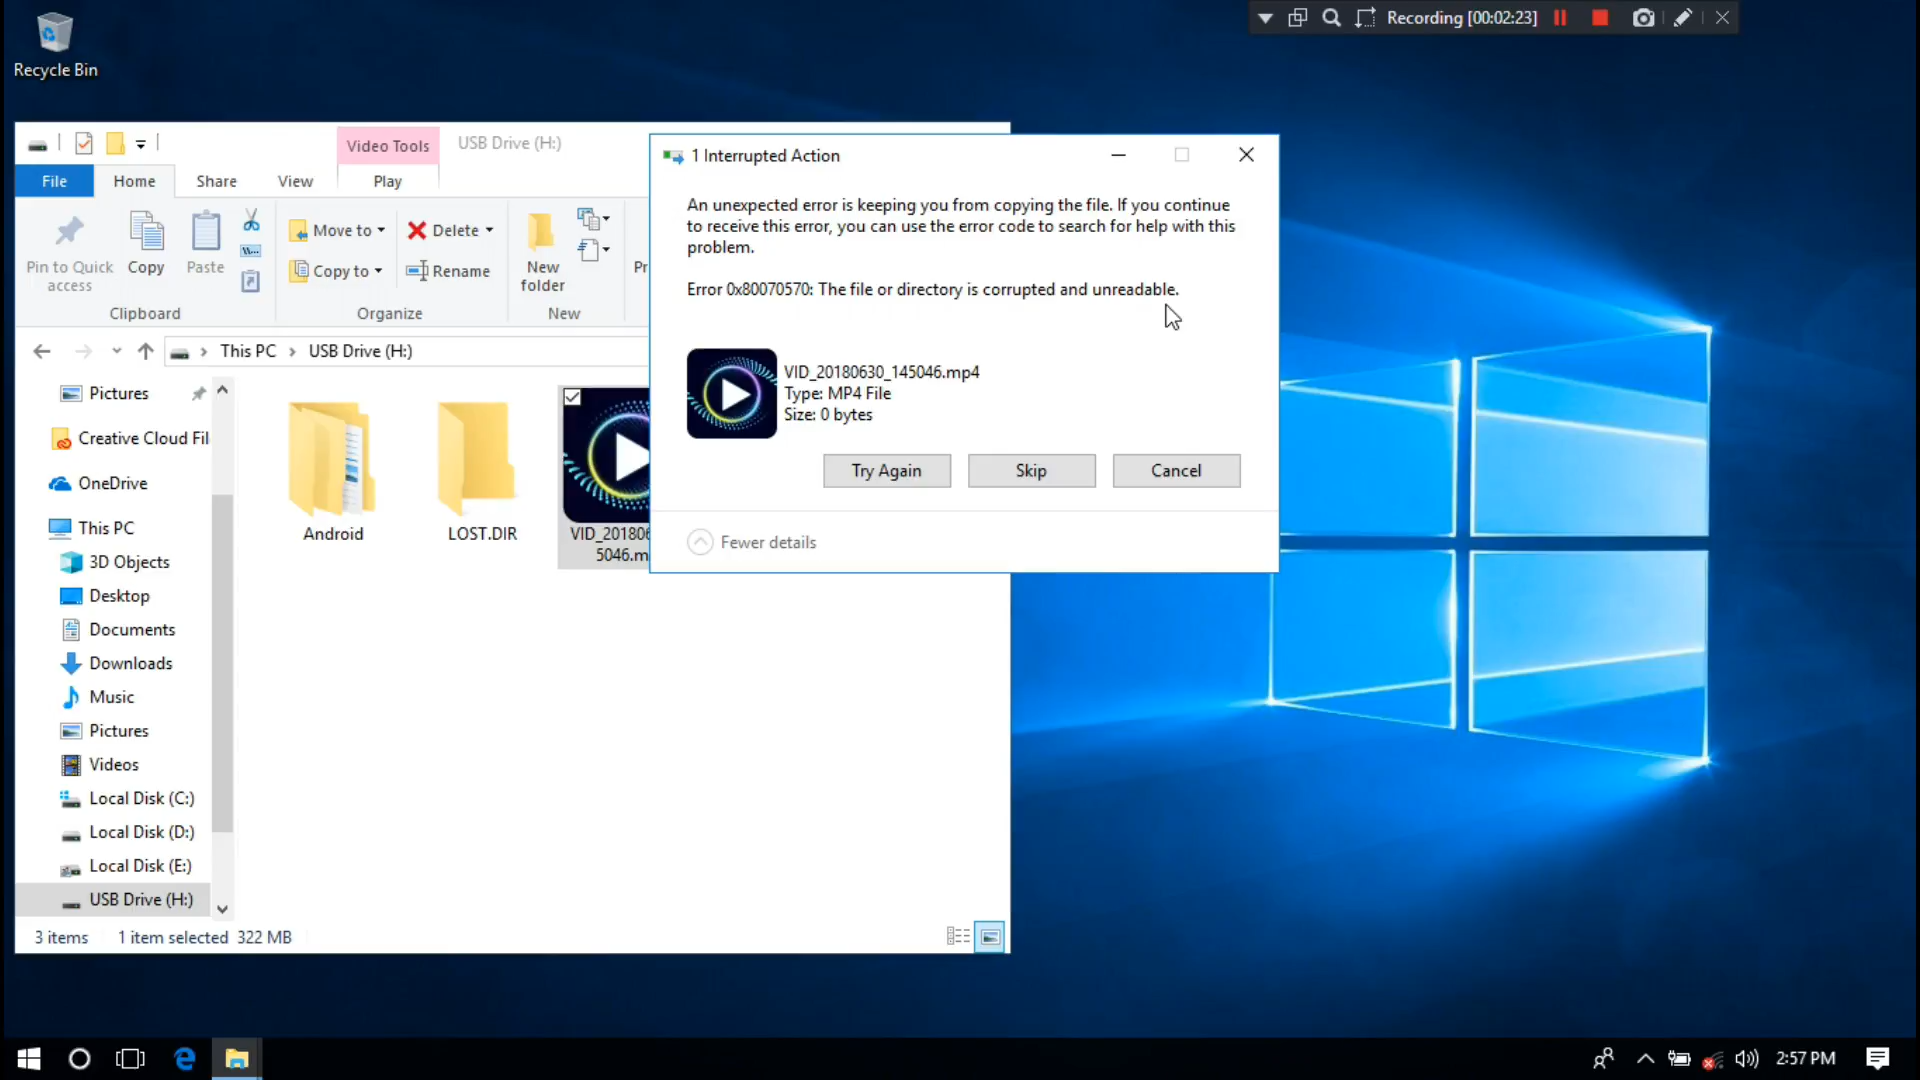 Recycle Bin
Recording [00:02:23]
Video Tools
USB Drive (H:)
File
Home
Share
View
Play
Pin to Quick
access
Copy
Paste
Move to
Copy to
Delete
Rename
New
folder
Pr
Clipboard
Organize
New
This PC
USB Drive (H:)
Pictures
Creative Cloud Fil
OneDrive
This PC
3D Objects
Desktop
Documents
Downloads
Music
Pictures
Videos
Local Disk (C:)
Local Disk (D:)
Local Disk (E:)
USB Drive (H:)
Android
LOST.DIR
VID_20180
5046.m
3 items
1 item selected 322 MB
1 Interrupted Action
An unexpected error is keeping you from copying the file. If you continue
to receive this error, you can use the error code to search for help with this
problem.
Error 0x80070570: The file or directory is corrupted and unreadable.
VID_20180630_145046.mp4
Type: MP4 File
Size: 0 bytes
Try Again
Skip
Cancel
Fewer details
2:57 PM